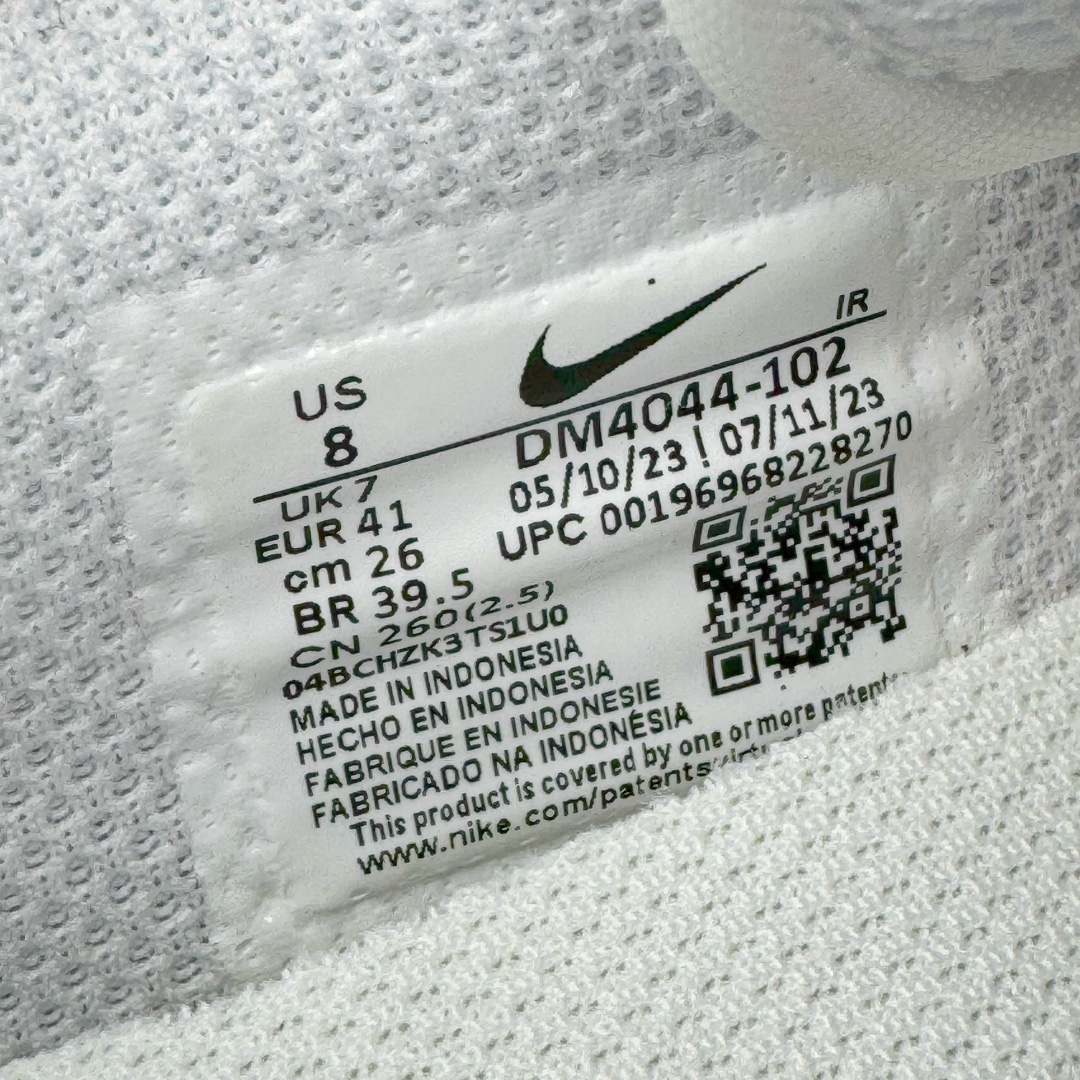 US
8
IR
DM4044-102
05/10/23 ! 07/11/23
UPC 00196968228270
UK 7
EUR 41
cm 26
BR 39.5
CN 260(2.5)
04BCHZK3TS1U0
MADE IN INDONESIA
HECHO EN INDONESIA
FABRIQUE EN INDONESIE
FABRICADO NA INDONÉSIA
This product is covered by one or more patents
www.nike.com/patents